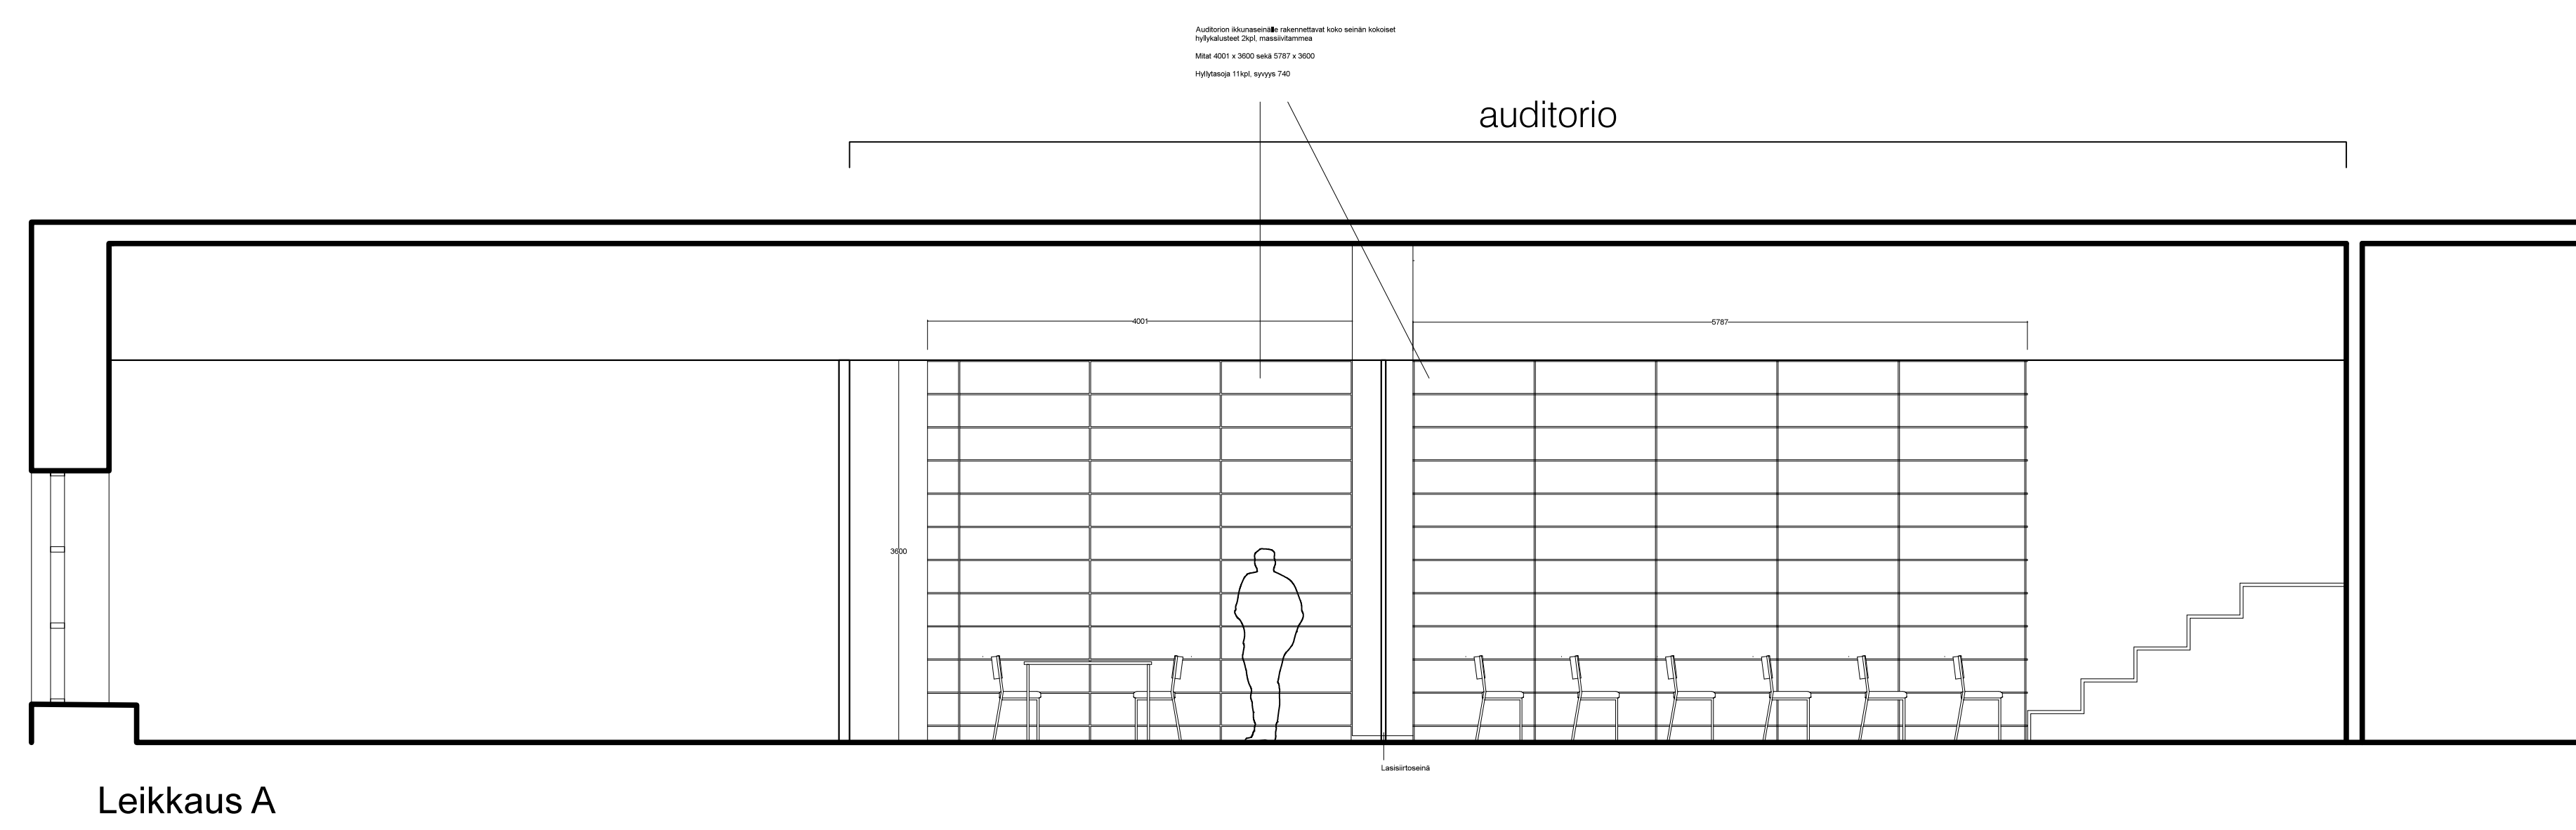 Auditorion ikkunaseinälle rakennettavat koko seinän kokoiset
hyllykalusteet 2kpl, massiivitammea
Mitat 4001 x 3600 sekä 5787 x 3600
Hyllytasoja 11kpl, syvyys 740
auditorio
4001
5787
3600
Lasisiirtoseinä
Leikkaus A